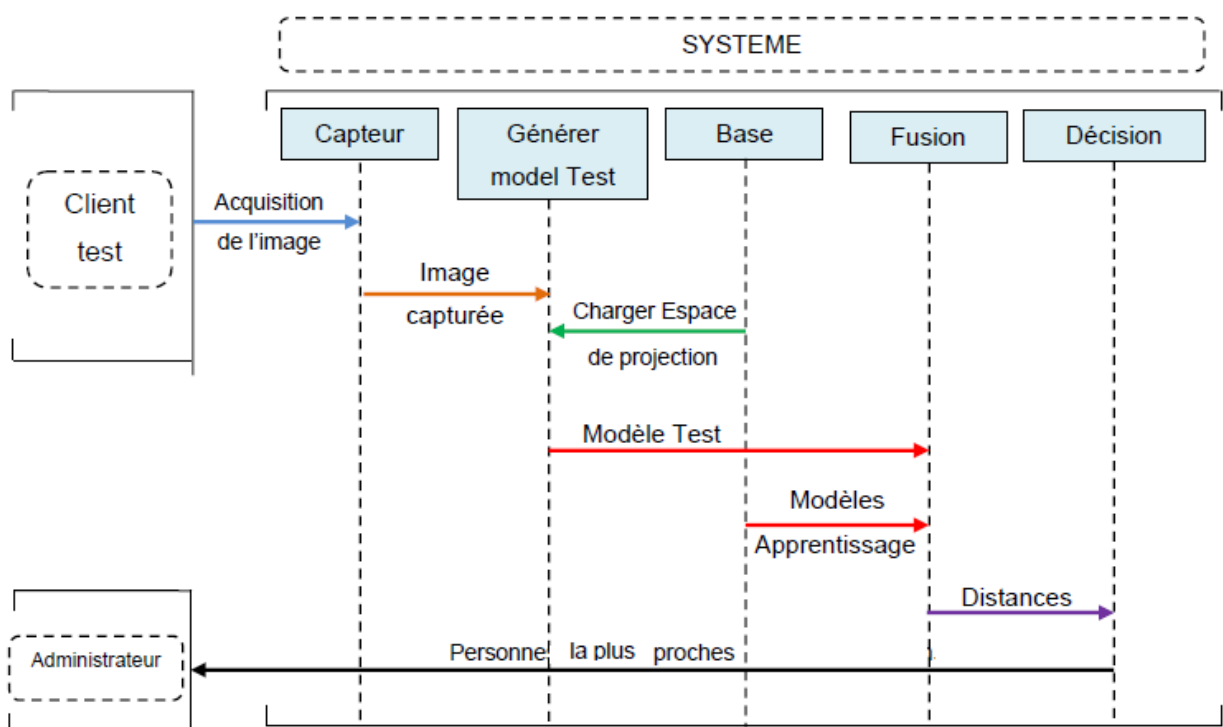 SYSTEME
Capteur
Générer
model Test
Base
Fusion
Décision
Client
test
Acquisition
de l'image
Image
capturée
Charger Espace
de projection
Modèle Test
Modèles
Apprentissage
Distances
Administrateur
Personne la plus proches